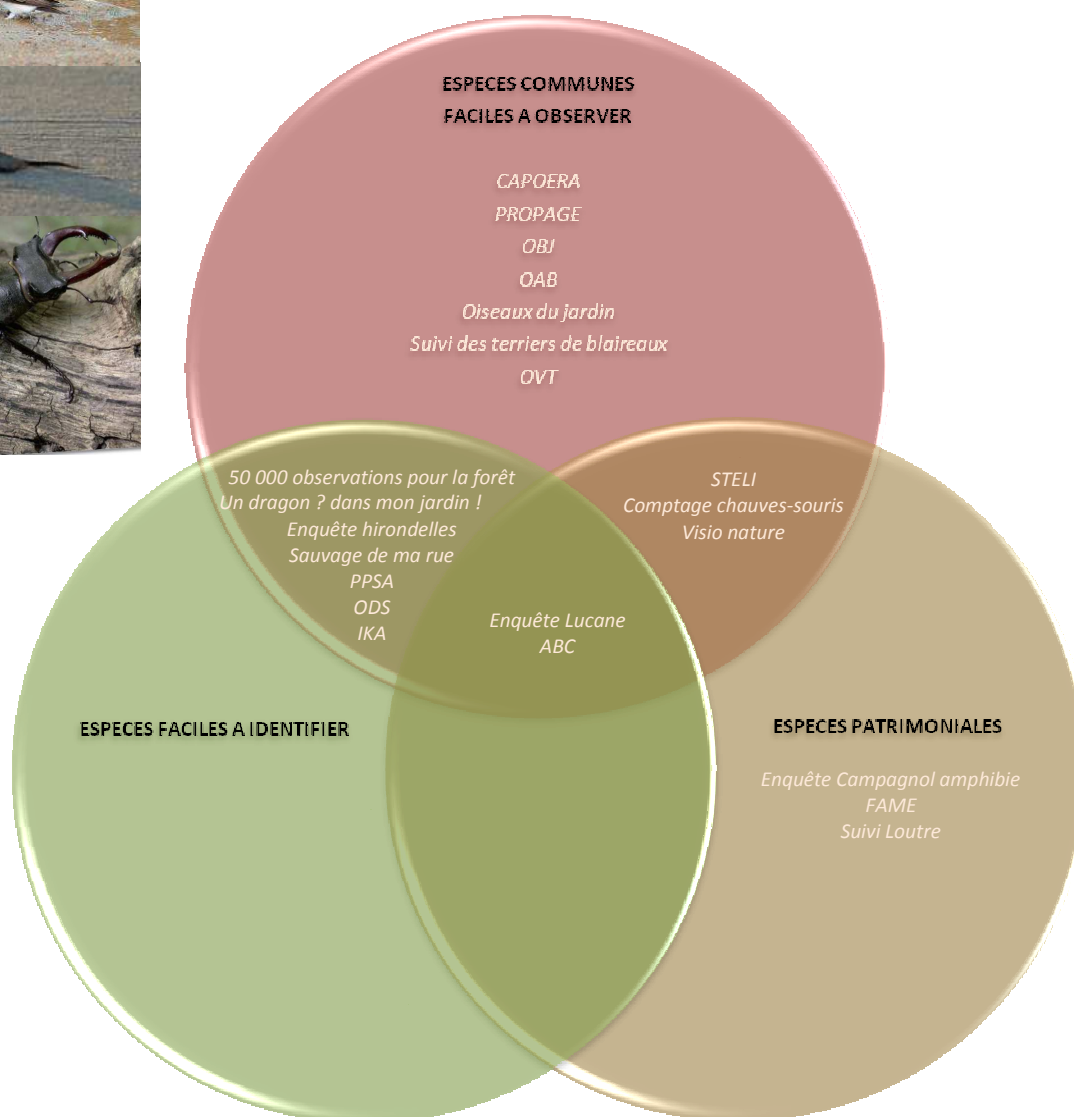 ESPECES COMMUNES
FACILES A OBSERVER
CAPOERA
PROPAGE
OBJ
OAB
Oiseaux du jardin
Suivi des terriers de blaireaux
OVT
50 000 observations pour la forêt
Un dragon ? dans mon jardin !
Enquête hirondelles
Sauvage de ma rue
PPSA
ODS
IKA
STELI
Comptage chauves-souris
Visio nature
Enquête Lucane
ABC
ESPECES FACILES A IDENTIFIER
ESPECES PATRIMONIALES
Enquête Campagnol amphibie
FAME
Suivi Loutre